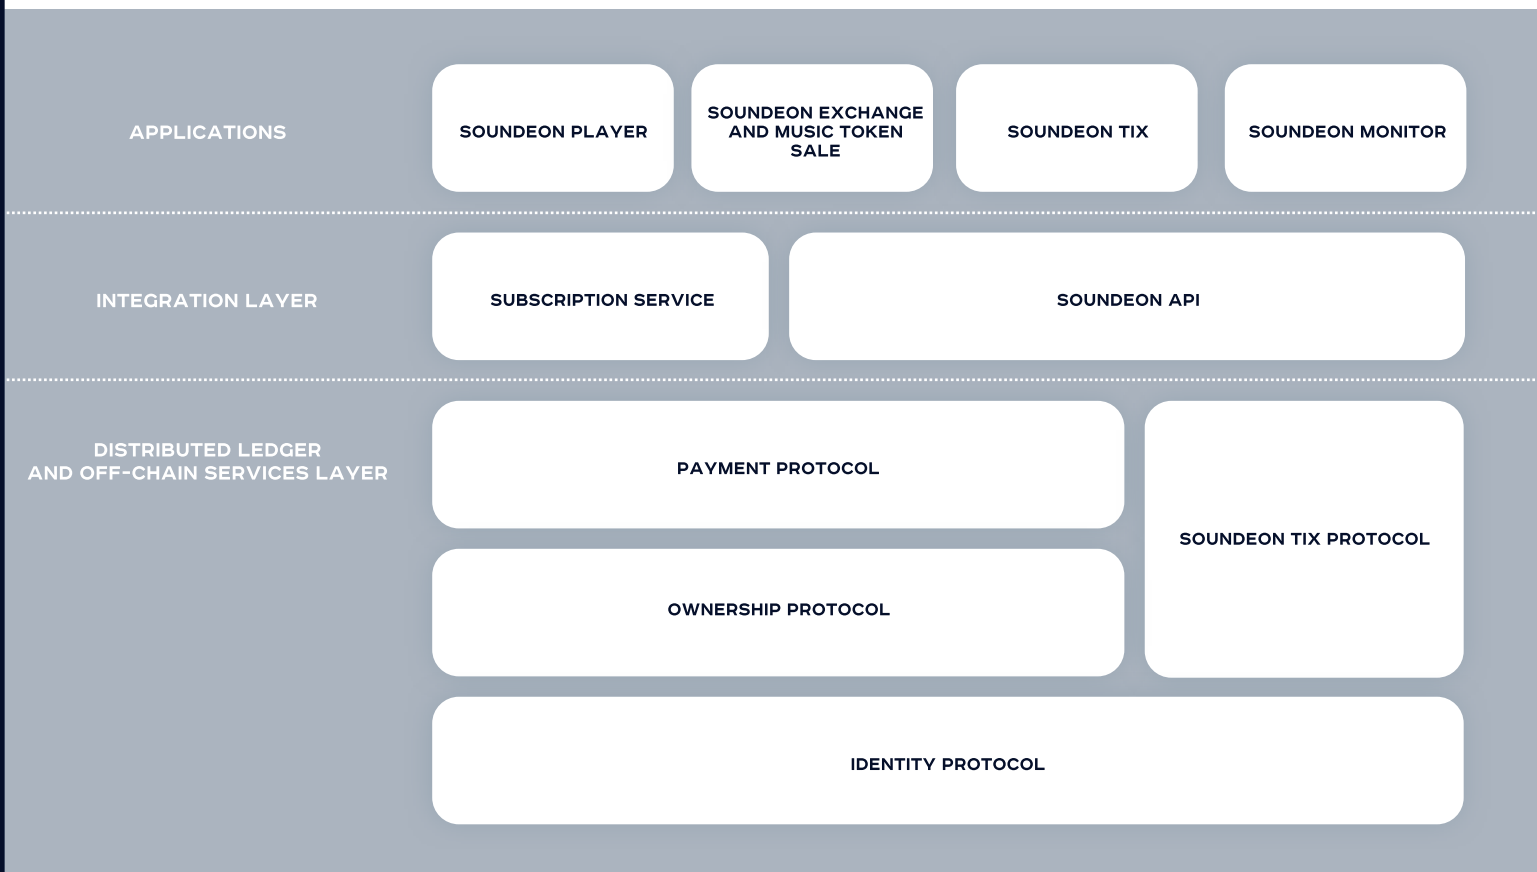 APPLICATIONS
SOUNDEON PLAYER
SOUNDEON EXCHANGE
AND MUSIC TOKEN
SALE
SOUNDEON TIX
SOUNDEON MONITOR
INTEGRATION LAYER
SUBSCRIPTION SERVICE
SOUNDEON API
DISTRIBUTED LEDGER
AND OFF-CHAIN SERVICES LAYER
PAYMENT PROTOCOL
SOUNDEON TIX PROTOCOL
OWNERSHIP PROTOCOL
IDENTITY PROTOCOL